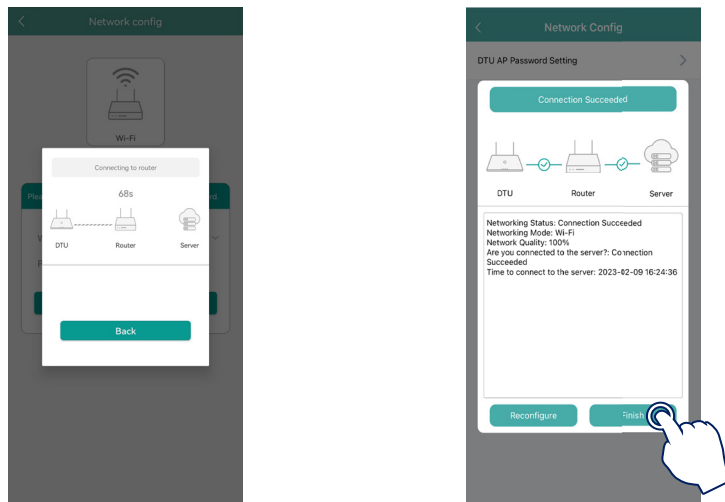 Network config
Wi-Fi
Connecting to router
68s
DTU Router Server
Back
Network Config
DTU AP Password Setting
Connection Succeeded
DTU Router Server
Networking Status: Connection Succeeded
Networking Mode: Wi-Fi
Network Quality: 100%
Are you connected to the server?: Connection
Succeeded
Time to connect to the server: 2023-02-09 16:24:36
Reconfigure Finish